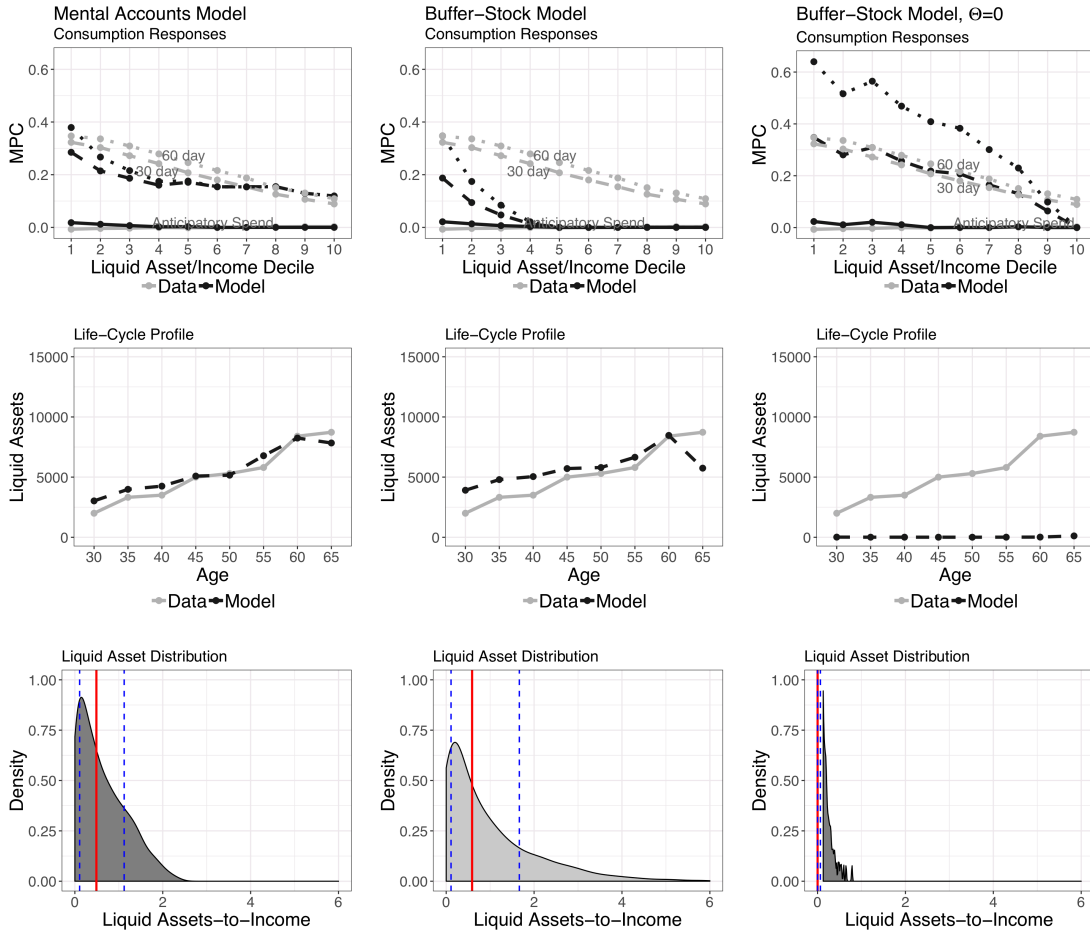 Mental Accounts Model
Consumption Responses
MPC
0.6
0.4
0.2
0.0
60 day
30 day
Anticipatory Spend
1 2 3 4 5 6 7 8 9 10
Liquid Asset/Income Decile
Data Model
Buffer−Stock Model
Consumption Responses
MPC
0.6
0.4
0.2
0.0
60 day
30 day
Anticipatory Spend
1 2 3 4 5 6 7 8 9 10
Liquid Asset/Income Decile
Data Model
Buffer−Stock Model, Θ=0
Consumption Responses
MPC
0.6
0.4
0.2
0.0
60 day
30 day
Anticipatory Spend
1 2 3 4 5 6 7 8 9 10
Liquid Asset/Income Decile
Data Model
Life−Cycle Profile
Liquid Assets
15000
10000
5000
0
30 35 40 45 50 55 60 65
Age
Data Model
Life−Cycle Profile
Liquid Assets
15000
10000
5000
0
30 35 40 45 50 55 60 65
Age
Data Model
Life−Cycle Profile
Liquid Assets
15000
10000
5000
0
30 35 40 45 50 55 60 65
Age
Data Model
Liquid Asset Distribution
Density
1.00
0.75
0.50
0.25
0.00
0 2 4 6
Liquid Assets−to−Income
Liquid Asset Distribution
Density
1.00
0.75
0.50
0.25
0.00
0 2 4 6
Liquid Assets−to−Income
Liquid Asset Distribution
Density
1.00
0.75
0.50
0.25
0.00
0 2 4 6
Liquid Assets−to−Income